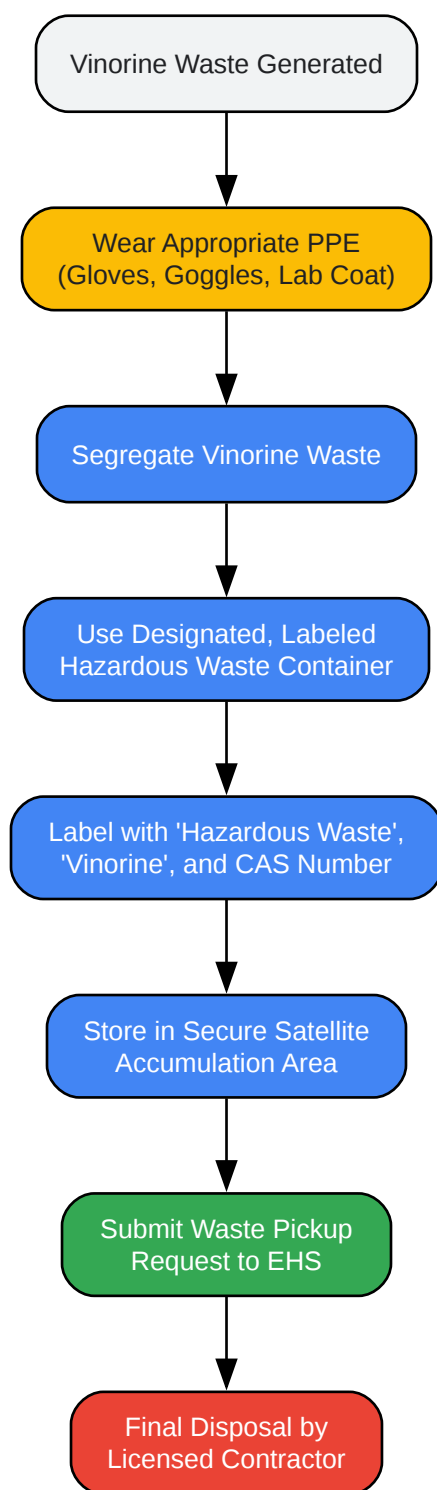 Vinorine Waste Generated
Wear Appropriate PPE
(Gloves, Goggles, Lab Coat)
Segregate Vinorine Waste
Use Designated, Labeled
Hazardous Waste Container
Label with 'Hazardous Waste',
'Vinorine', and CAS Number
Store in Secure Satellite
Accumulation Area
Submit Waste Pickup
Request to EHS
Final Disposal by
Licensed Contractor